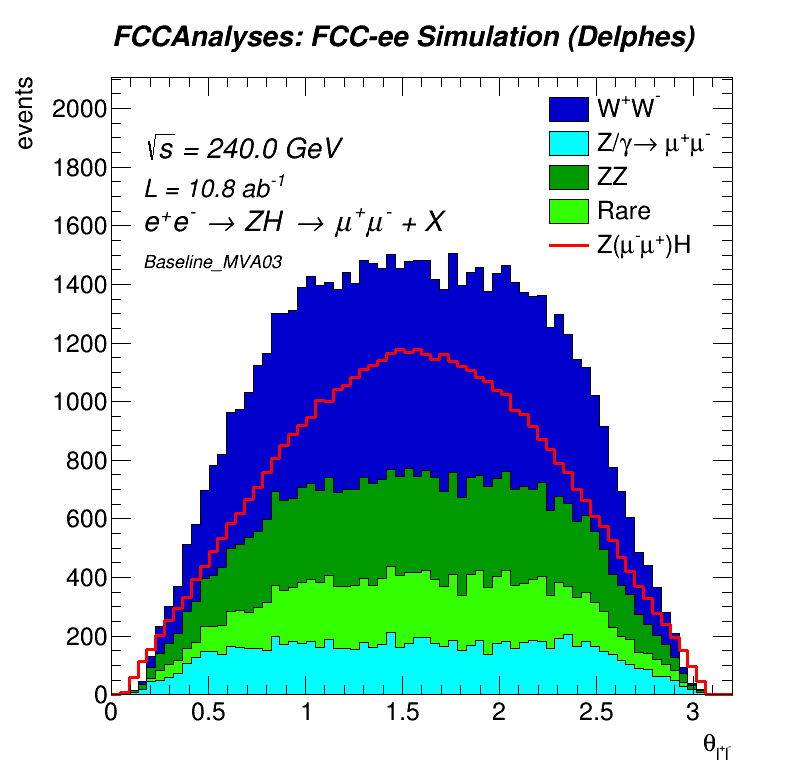 FCCAnalyses: FCC-ee Simulation (Delphes)
events
2000
1800
1600
1400
1200
1000
800
600
400
200
0
√s = 240.0 GeV
L = 10.8 ab⁻¹
e⁺e⁻ → ZH → μ⁺μ⁻ + X
Baseline_MVA03
W⁺W⁻
Z/γ→ μ⁺μ⁻
ZZ
Rare
Z(μ⁻μ⁺)H
0 0.5 1 1.5 2 2.5 3
θ_l⁺l⁻